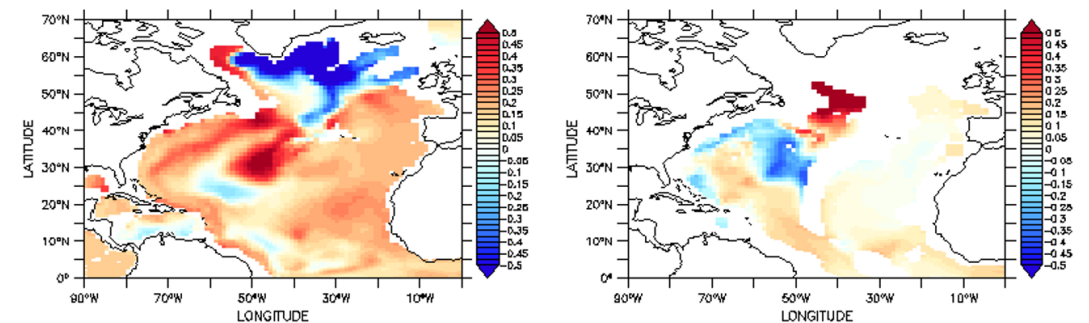 70°N
60°N
50°N
40°N
30°N
20°N
10°N
0°
LATITUDE
90°W 70°W 50°W 30°W 10°W
LONGITUDE
0.5
0.45
0.4
0.35
0.3
0.25
0.2
0.15
0.1
0.05
0
-0.05
-0.1
-0.15
-0.2
-0.25
-0.3
-0.35
-0.4
-0.45
-0.5
70°N
60°N
50°N
40°N
30°N
20°N
10°N
0°
LATITUDE
90°W 70°W 50°W 30°W 10°W
LONGITUDE
0.5
0.45
0.4
0.35
0.3
0.25
0.2
0.15
0.1
0.05
0
-0.05
-0.1
-0.15
-0.2
-0.25
-0.3
-0.35
-0.4
-0.45
-0.5